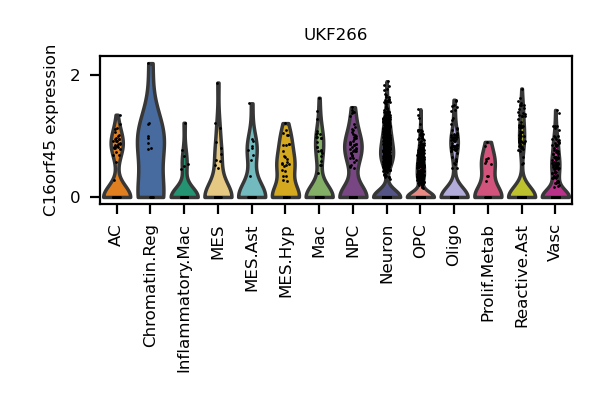 UKF266
C16orf45 expression
2
0
AC
Chromatin.Reg
Inflammatory.Mac
MES
MES.Ast
MES.Hyp
Mac
NPC
Neuron
OPC
Oligo
Prolif.Metab
Reactive.Ast
Vasc